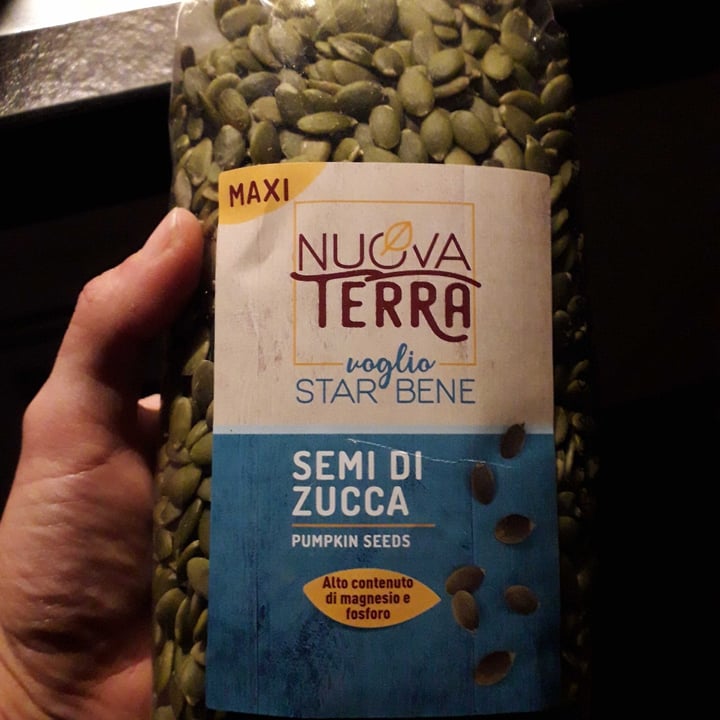 MAXI
NUOVA
TERRA
voglio
STAR BENE
SEMI DI
ZUCCA
PUMPKIN SEEDS
Alto contenuto
di magnesio e
fosforo